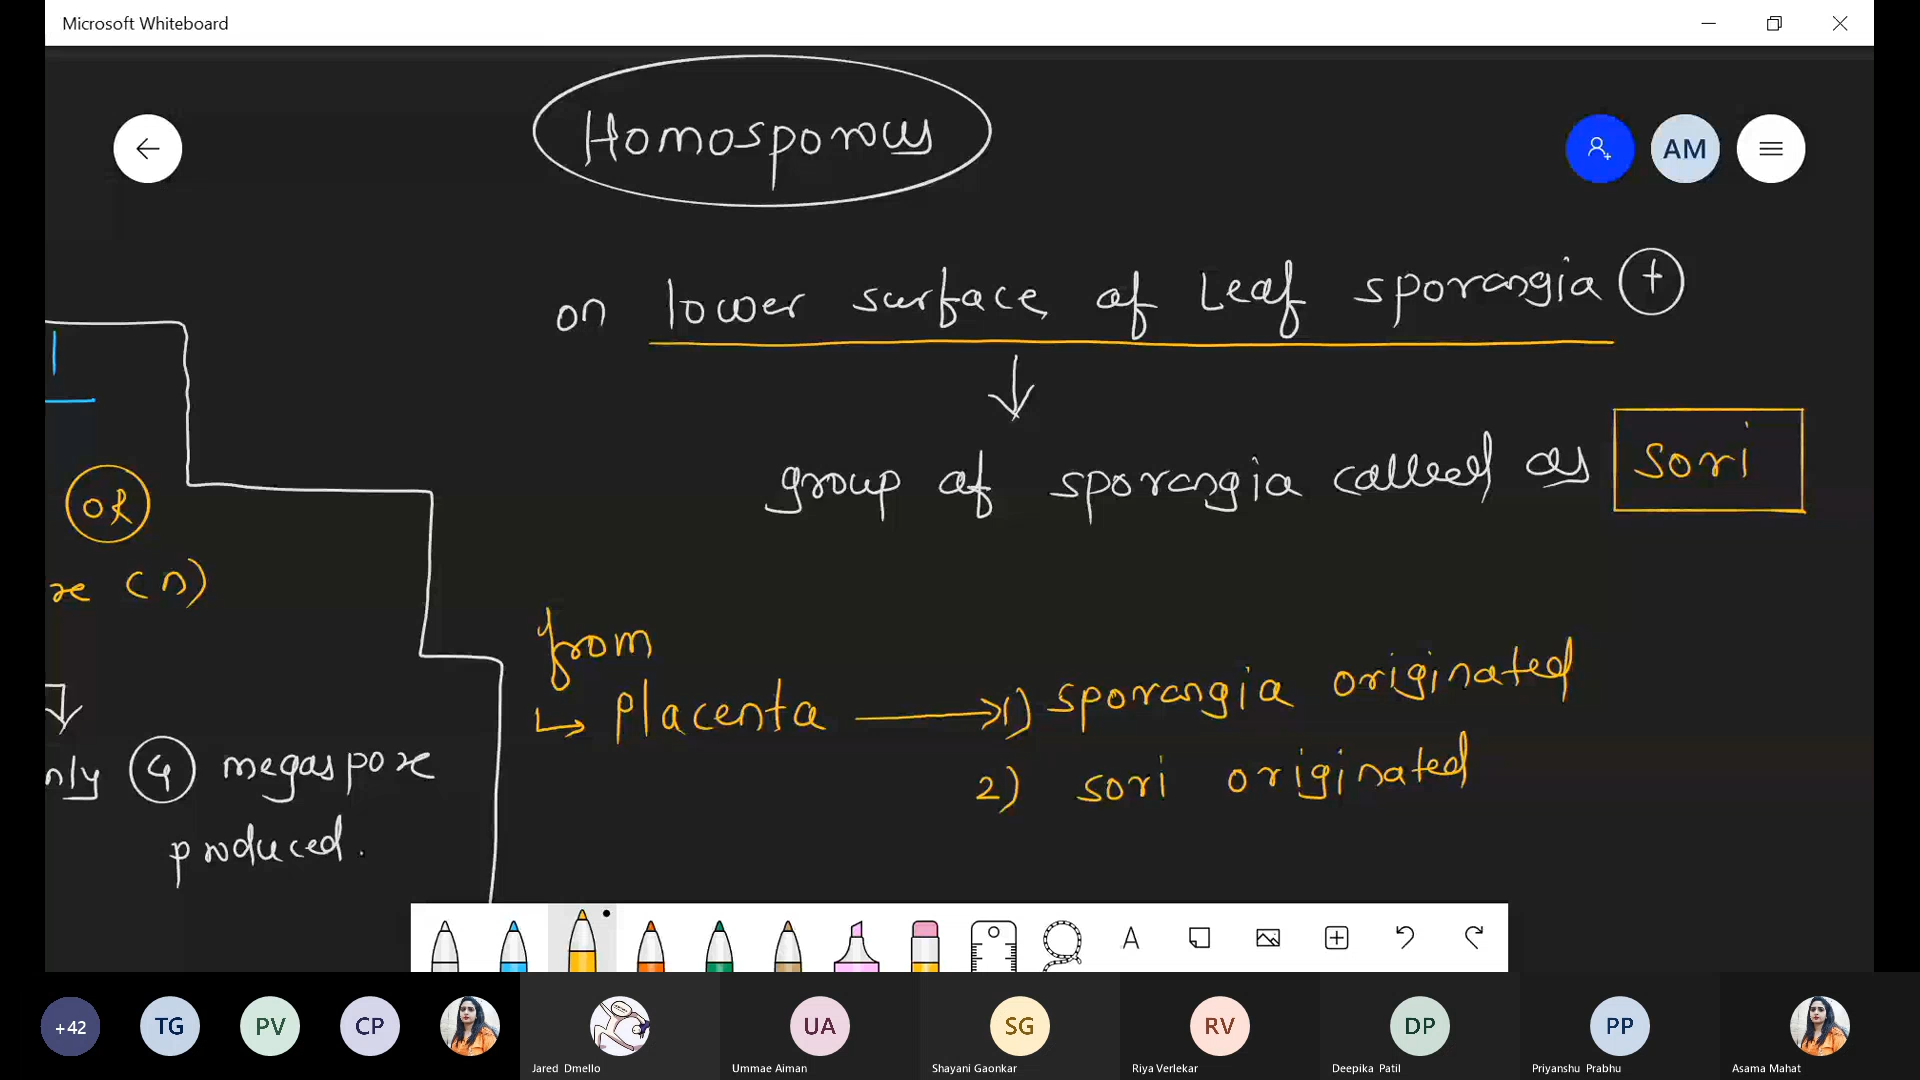 Microsoft Whiteboard
Homosporous
AM
on lower surface of Leaf sporangia +
group of sporangia called as sori
OR
(n)
from
placenta 1) sporangia originated
2) sori originated
nly 4 megaspore
produced.
A
+42
TG
PV
CP
UA
SG
RV
DP
PP
Jared Dmello
Ummae Aiman
Shayani Gaonkar
Riya Verlekar
Deepika Patil
Priyanshu Prabhu
Asama Mahat